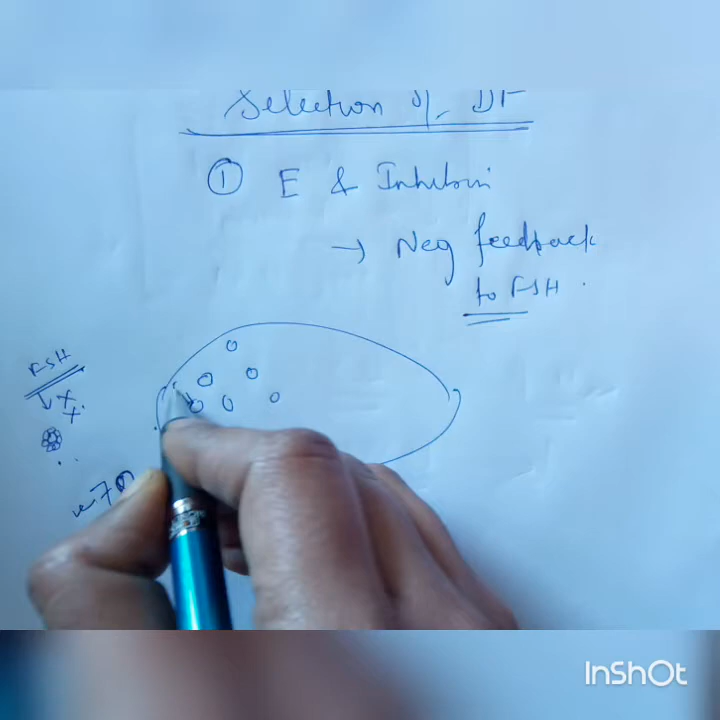 Selection of DF
① E & Inhibin
→ Neg feedback
to FSH.
FSH
↓ x
x.
InShOt